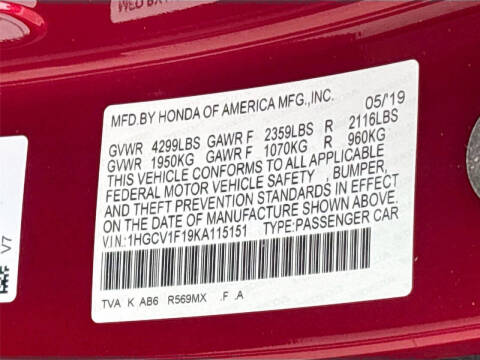 MFD.BY HONDA OF AMERICA MFG.,INC. 05/'19
GVWR 4299LBS GAWR F 2359LBS R 2116LBS
GVWR 1950KG GAWR F 1070KG R 960KG
THIS VEHICLE CONFORMS TO ALL APPLICABLE
FEDERAL MOTOR VEHICLE SAFETY , BUMPER,
AND THEFT PREVENTION STANDARDS IN EFFECT
ON THE DATE OF MANUFACTURE SHOWN ABOVE.
V.I.N:1HGCV1F19KA115151 TYPE:PASSENGER CAR
TVA K AB6 R569MX .F .A
V7